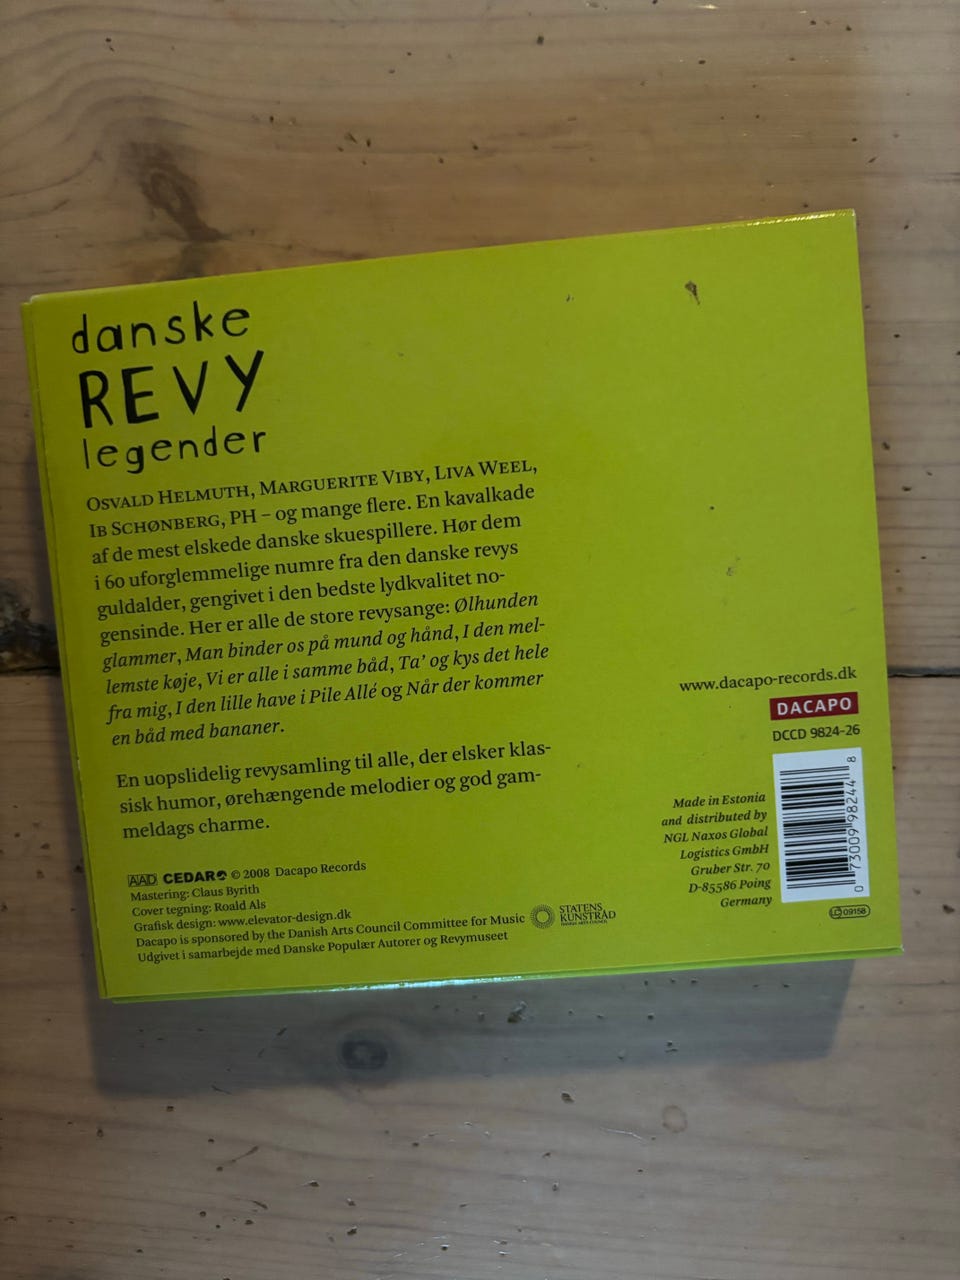 danske
REVY
legender
OSVALD HELMUTH, MARGUERITE VIBY, LIVA WEEL,
IB SCHØNBERG, PH – og mange flere. En kavalkade
af de mest elskede danske skuespillere. Hør dem
i 60 uforglemmelige numre fra den danske revys
guldalder, gengivet i den bedste lydkvalitet no-
gensinde. Her er alle de store revysange: Ølhunden
glammer, Man binder os på mund og hånd, I den mel-
lemste køje, Vi er alle i samme båd, Ta' og kys det hele
fra mig, I den lille have i Pile Allé og Når der kommer
en båd med bananer.
En uopslidelig revysamling til alle, der elsker klas-
sisk humor, ørehængende melodier og god gam-
meldags charme.
AAD CEDAR © 2008 Dacapo Records
Mastering: Claus Byrith
Cover tegning: Roald Als
Grafisk design: www.elevator-design.dk
Dacapo is sponsored by the Danish Arts Council Committee for Music
Udgivet i samarbejde med Danske Populær Autorer og Revymuseet
STATENS
KUNSTRÅD
DANISH ARTS COUNCIL
www.dacapo-records.dk
DACAPO
DCCD 9824-26
Made in Estonia
and distributed by
NGL Naxos Global
Logistics GmbH
Gruber Str. 70
D-85586 Poing
Germany
0 73009 98244 8
LC 09158